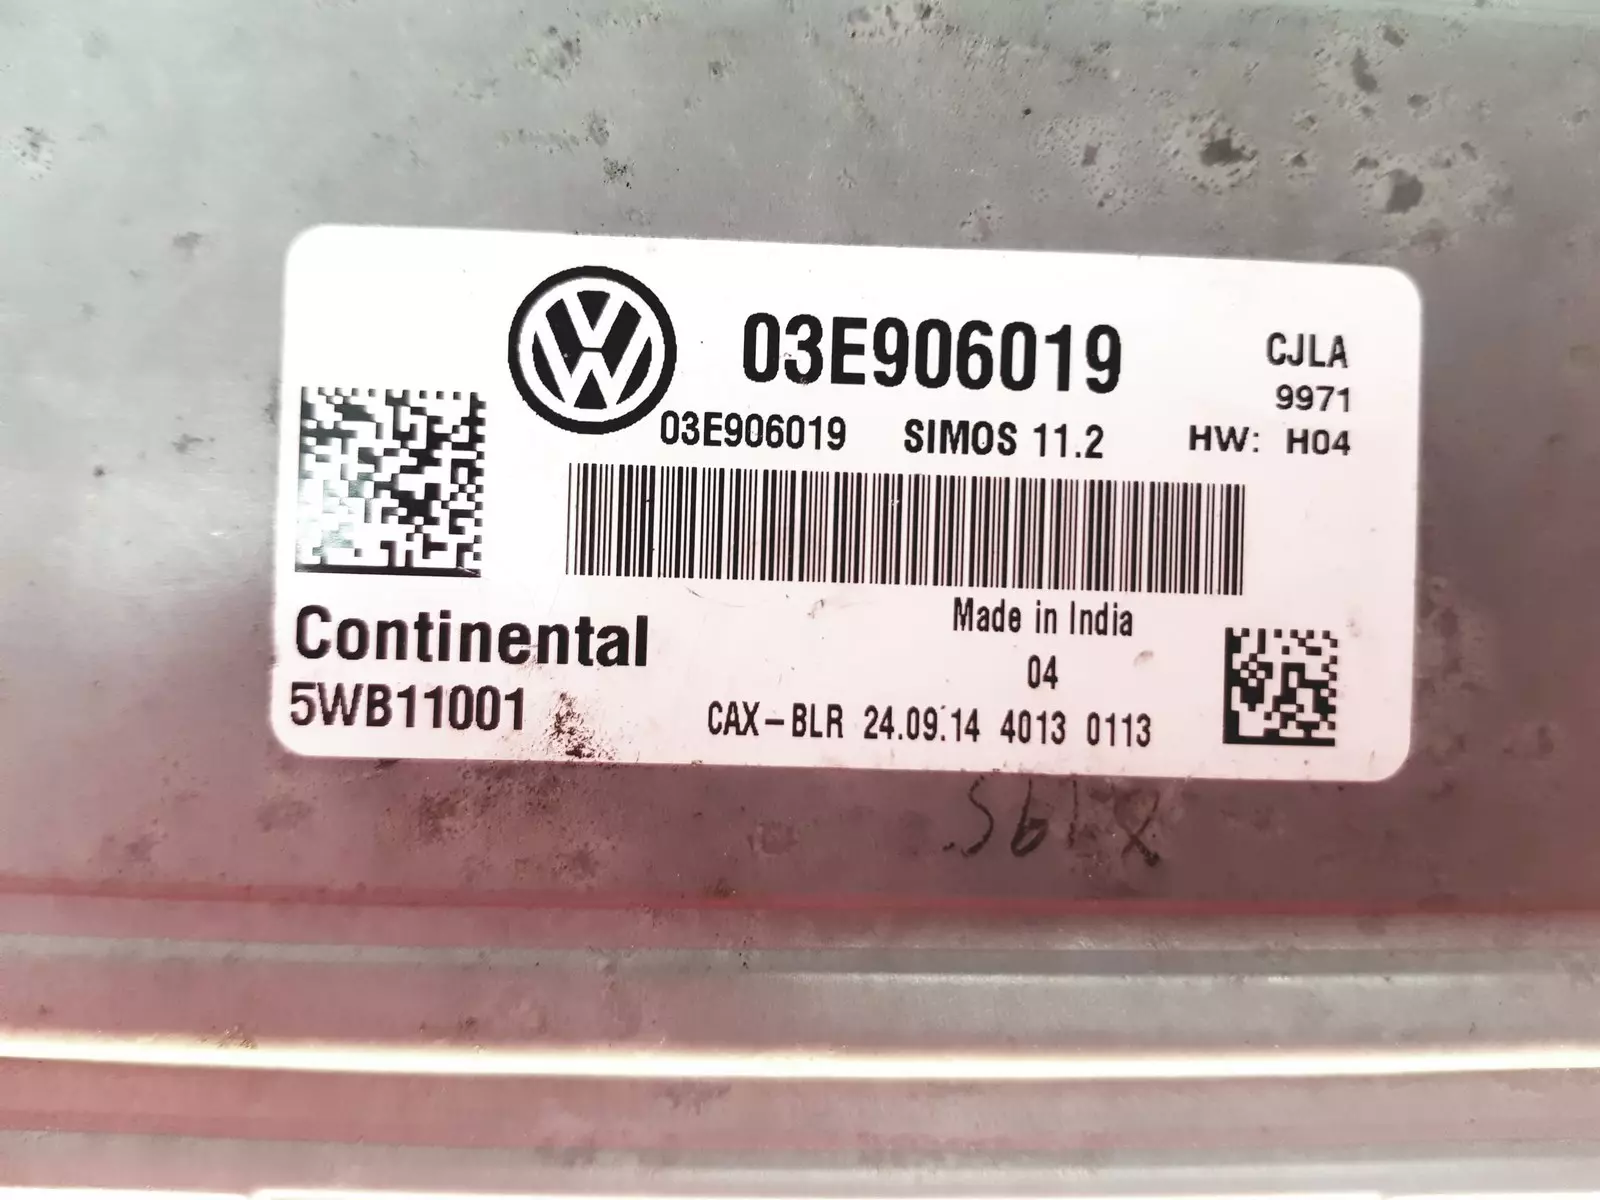 03E906019
CJLA
9971
03E906019 SIMOS 11.2 HW: H04
Made in India
Continental
04
5WB11001
CAX-BLR 24.09.14 4013 0113